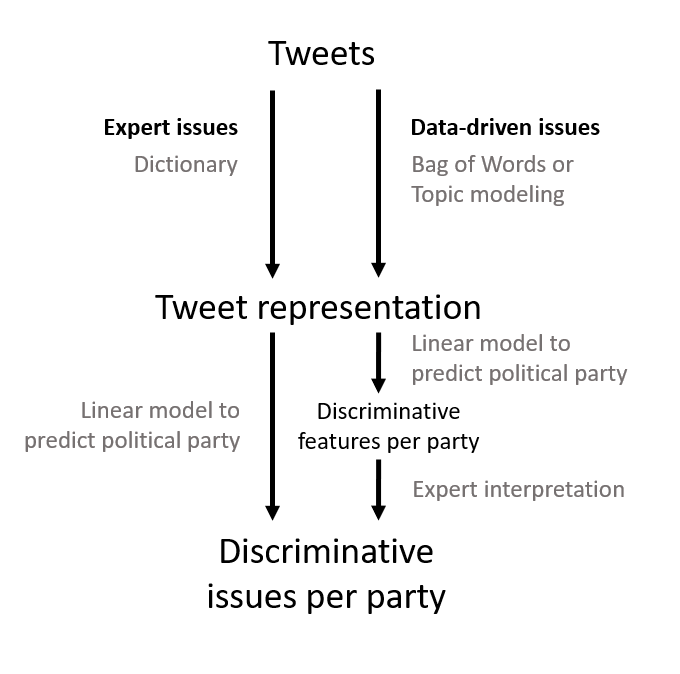 Tweets
Expert issues
Dictionary
Data-driven issues
Bag of Words or
Topic modeling
Tweet representation
Linear model to
predict political party
Linear model to
predict political party
Discriminative
features per party
Expert interpretation
Discriminative
issues per party